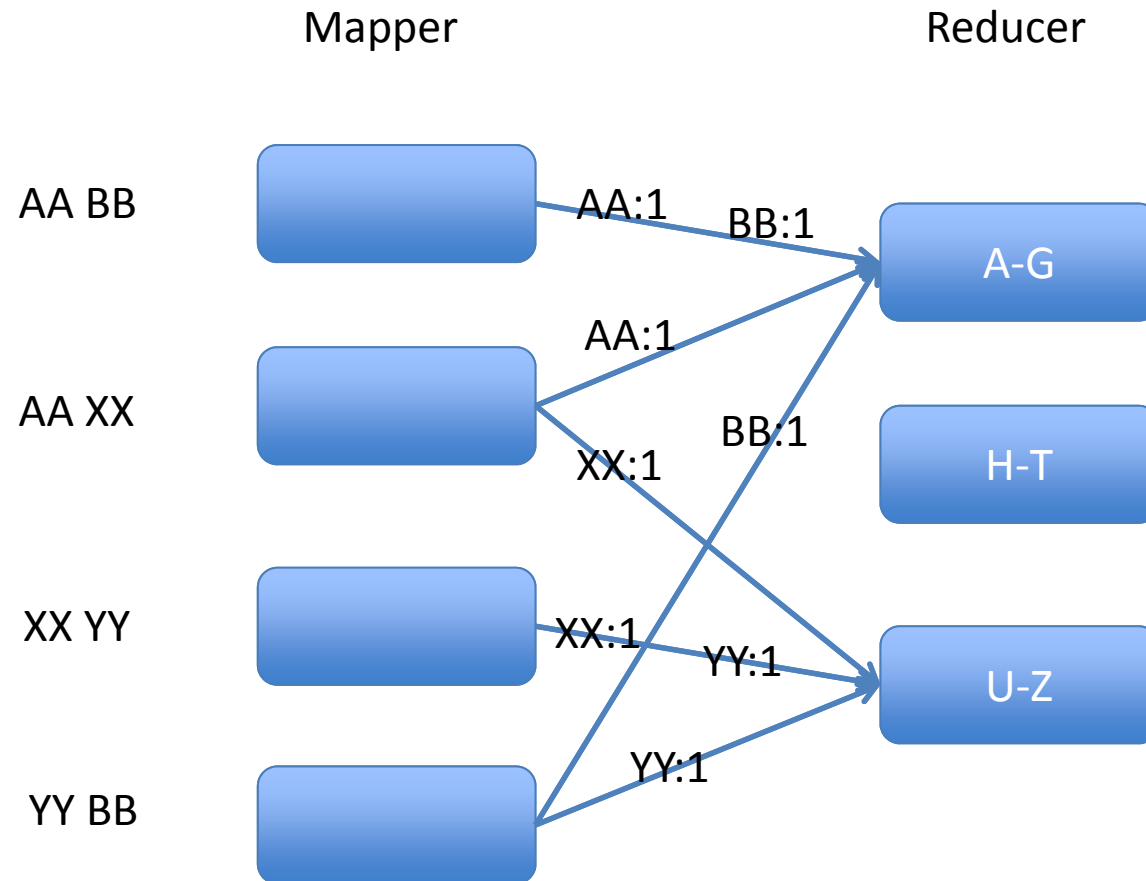 Mapper
Reducer
AA BB
AA:1
BB:1
A-G
AA:1
AA XX
BB:1
XX:1
H-T
XX YY
XX:1
YY:1
U-Z
YY:1
YY BB